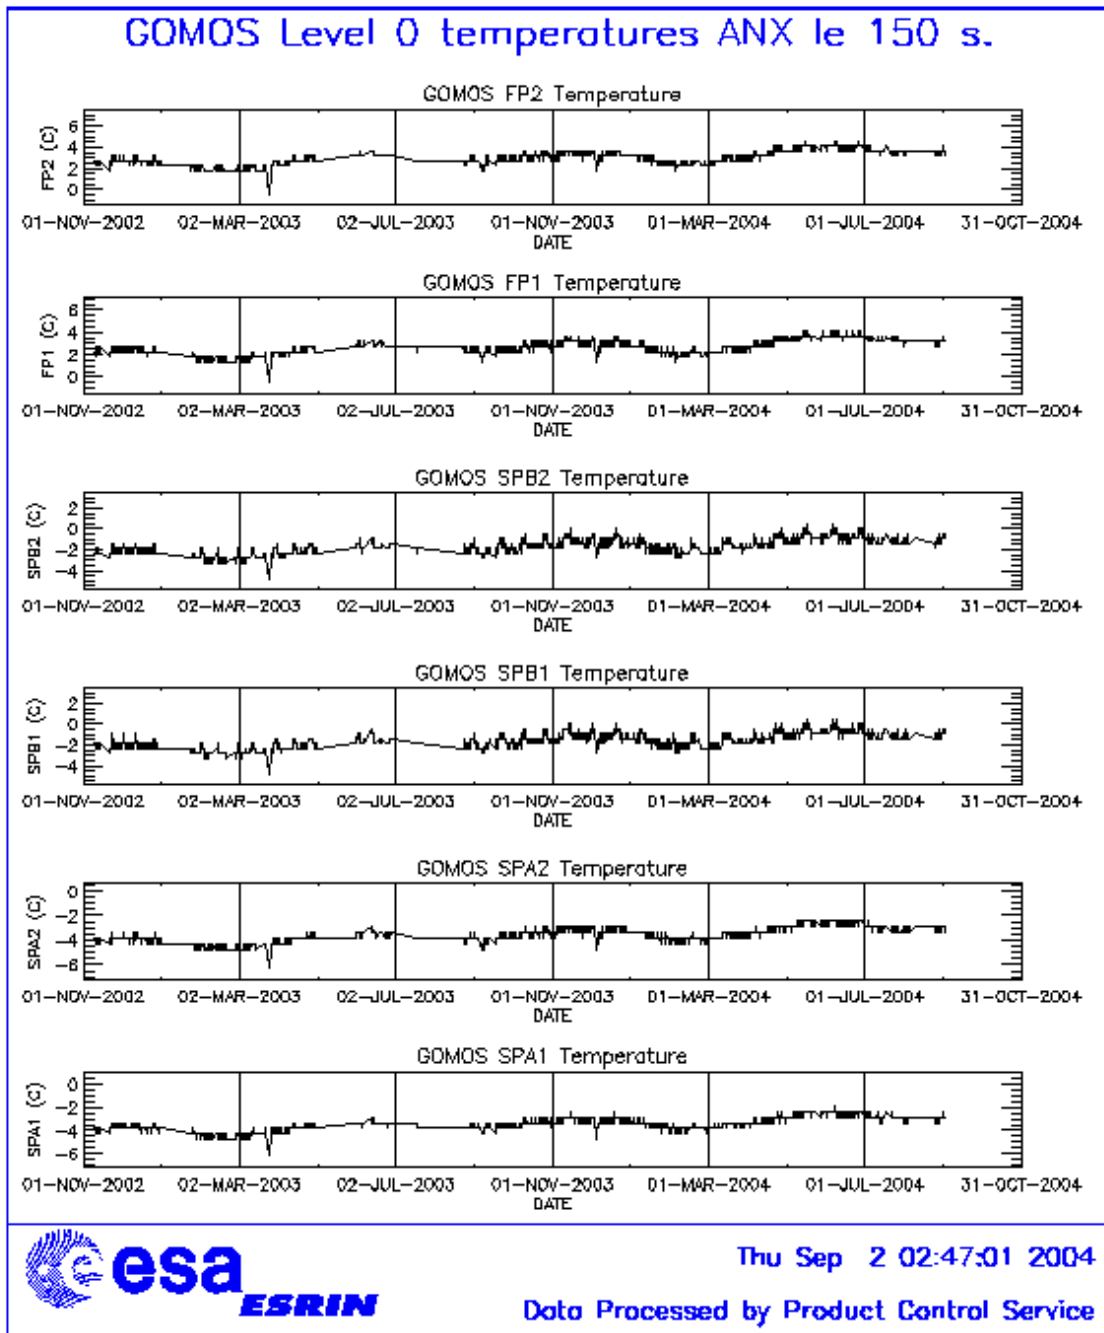 GOMOS Level 0 temperatures ANX le 150 s.
GOMOS FP2 Temperature
FP2 (C)
6
4
2
0
01-NOV-2002 02-MAR-2003 02-JUL-2003 01-NOV-2003 01-MAR-2004 01-JUL-2004 31-OCT-2004
DATE
GOMOS FP1 Temperature
FP1 (C)
6
4
2
0
01-NOV-2002 02-MAR-2003 02-JUL-2003 01-NOV-2003 01-MAR-2004 01-JUL-2004 31-OCT-2004
DATE
GOMOS SPB2 Temperature
SPB2 (C)
2
0
-2
-4
01-NOV-2002 02-MAR-2003 02-JUL-2003 01-NOV-2003 01-MAR-2004 01-JUL-2004 31-OCT-2004
DATE
GOMOS SPB1 Temperature
SPB1 (C)
2
0
-2
-4
01-NOV-2002 02-MAR-2003 02-JUL-2003 01-NOV-2003 01-MAR-2004 01-JUL-2004 31-OCT-2004
DATE
GOMOS SPA2 Temperature
SPA2 (C)
0
-2
-4
-6
01-NOV-2002 02-MAR-2003 02-JUL-2003 01-NOV-2003 01-MAR-2004 01-JUL-2004 31-OCT-2004
DATE
GOMOS SPA1 Temperature
SPA1 (C)
0
-2
-4
-6
01-NOV-2002 02-MAR-2003 02-JUL-2003 01-NOV-2003 01-MAR-2004 01-JUL-2004 31-OCT-2004
DATE
esa
ESRIN
Thu Sep 2 02:47:01 2004
Data Processed by Product Control Service